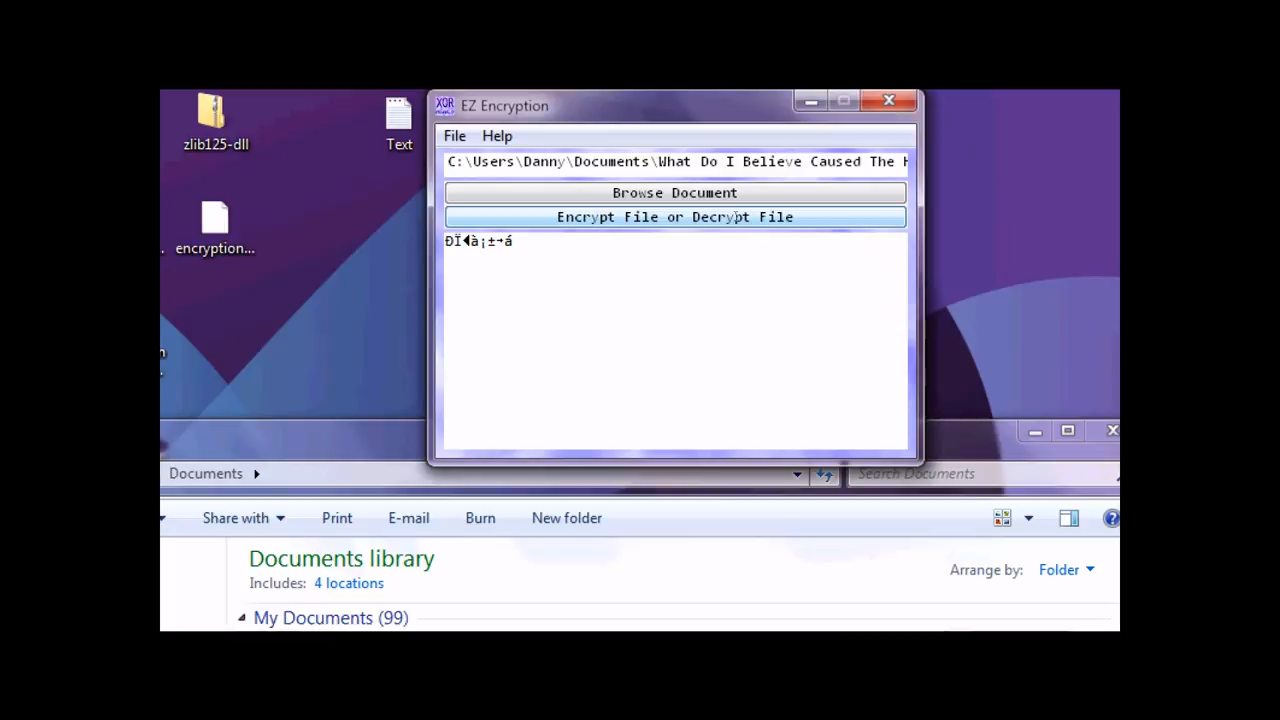 zlib125-dll
Text
encryption...
XOR
EZ Encryption
File Help
C:\Users\Danny\Documents\What Do I Believe Caused The H
Browse Document
Encrypt File or Decrypt File
ÐÏ◄à¡±→á
Documents
Search Documents
Share with Print E-mail Burn New folder
Documents library
Includes: 4 locations
Arrange by: Folder
My Documents (99)